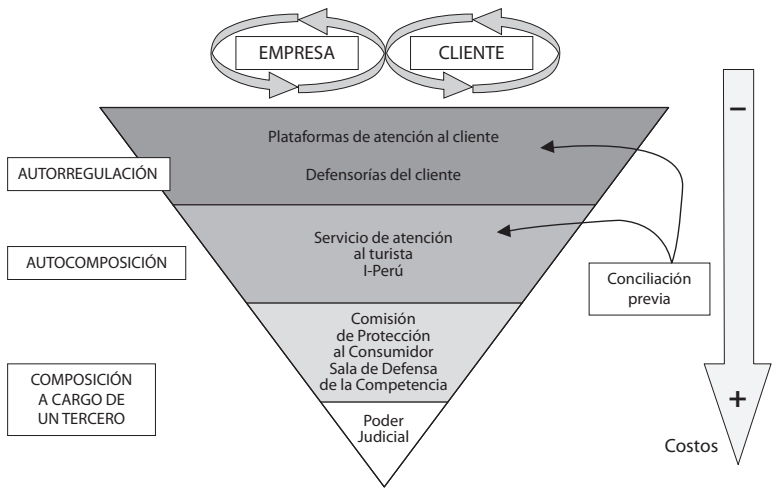 EMPRESA
CLIENTE
–
Plataformas de atención al cliente
Defensorías del cliente
AUTORREGULACIÓN
Servicio de atención
al turista
I-Perú
AUTOCOMPOSICIÓN
Conciliación
previa
Comisión
de Protección
al Consumidor
Sala de Defensa
de la Competencia
COMPOSICIÓN
A CARGO DE
UN TERCERO
Poder
Judicial
+
Costos